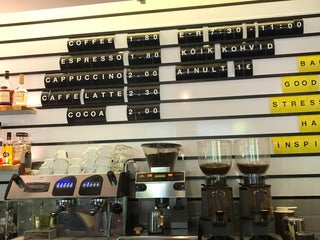 COFFEE 1.80
ESPRESSO 1.80
CAPPUCCINO 2.00
CAFFE LATTE 2.30
COCOA 2.00
E-R 7:30-11:00
KÕIK KOHVID
AINULT 1€
GOOD
STRESS
HA
INSPI